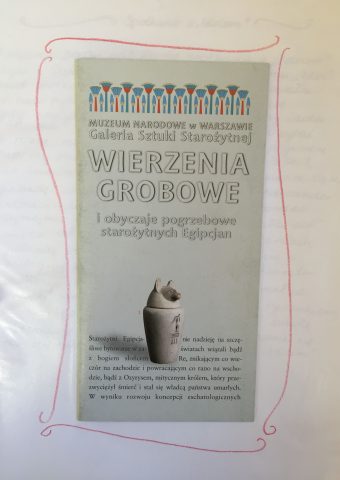 MUZEUM NARODOWE w WARSZAWIE
Galeria Sztuki Starożytnej
WIERZENIA
GROBOWE
i obyczaje pogrzebowe
starożytnych Egipcjan
Starożytni Egipcja- nie nadzieję na szczę-
śliwe bytowanie w za- światach wiązali bądź
z bogiem słońcem Re, znikającym co wie-
czór na zachodzie i powracającym co rano na wscho-
dzie, bądź z Ozyrysem, mitycznym królem, który prze-
zwyciężył śmierć i stał się władcą państwa umarłych.
W wyniku rozwoju koncepcji eschatologicznych